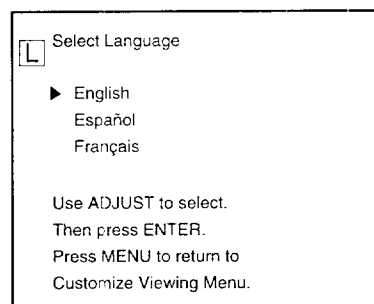 L Select Language
▶ English
Español
Français
Use ADJUST to select.
Then press ENTER.
Press MENU to return to
Customize Viewing Menu.